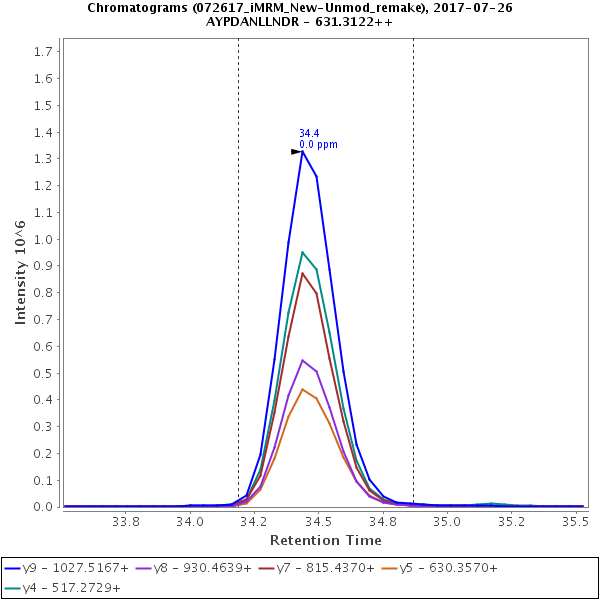 Chromatograms (072617_iMRM_New-Unmod_remake), 2017-07-26
AYPDANLLNDR - 631.3122++
1.7
1.6
1.5
1.4
1.3
1.2
1.1
1.0
0.9
0.8
0.7
0.6
0.5
0.4
0.3
0.2
0.1
0.0
Intensity 10^6
34.4
0.0 ppm
33.8 34.0 34.2 34.5 34.8 35.0 35.2 35.5
Retention Time
y9 - 1027.5167+ y8 - 930.4639+ y7 - 815.4370+ y5 - 630.3570+
y4 - 517.2729+